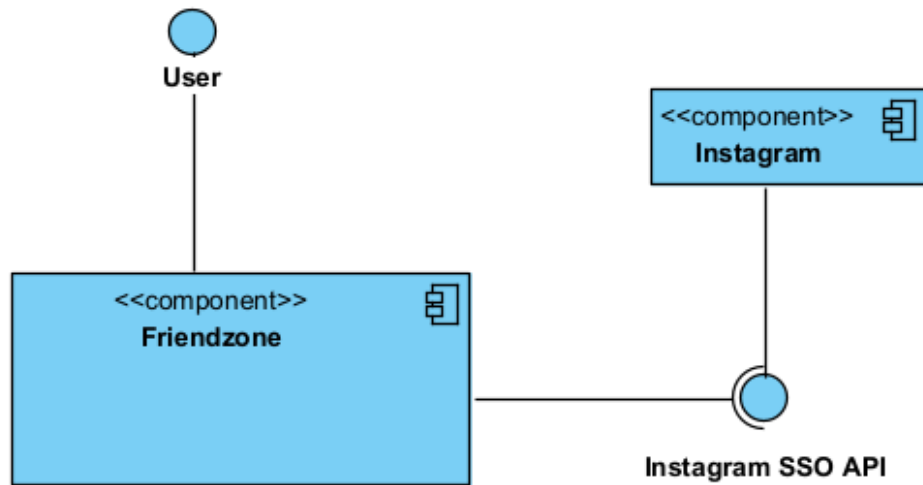 User
<<component>>
Instagram
<<component>>
Friendzone
Instagram SSO API